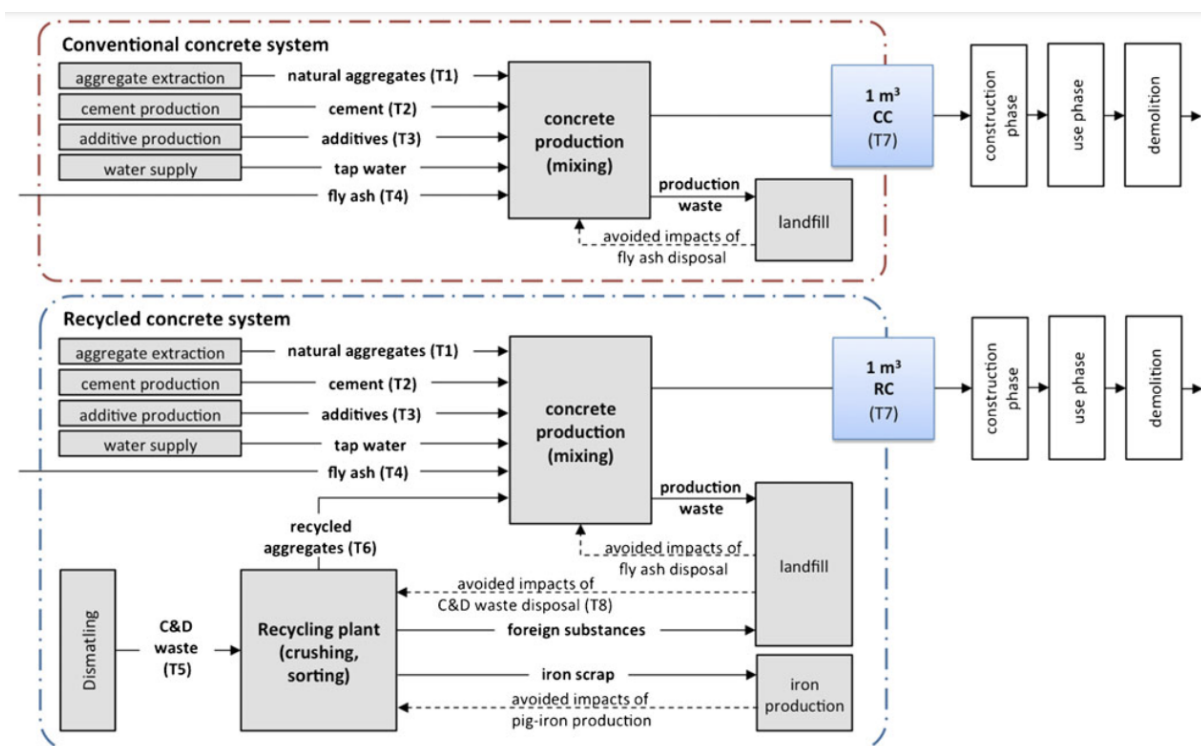 Conventional concrete system
aggregate extraction
natural aggregates (T1)
cement production
cement (T2)
additive production
additives (T3)
water supply
tap water
fly ash (T4)
concrete
production
(mixing)
production
waste
avoided impacts of
fly ash disposal
landfill
1 m³
CC
(T7)
construction
phase
use phase
demolition
Recycled concrete system
aggregate extraction
natural aggregates (T1)
cement production
cement (T2)
additive production
additives (T3)
water supply
tap water
fly ash (T4)
recycled
aggregates (T6)
concrete
production
(mixing)
production
waste
avoided impacts of
fly ash disposal
landfill
1 m³
RC
(T7)
construction
phase
use phase
demolition
Dismatling
C&D
waste
(T5)
Recycling plant
(crushing,
sorting)
avoided impacts of
C&D waste disposal (T8)
foreign substances
iron scrap
avoided impacts of
pig-iron production
iron
production